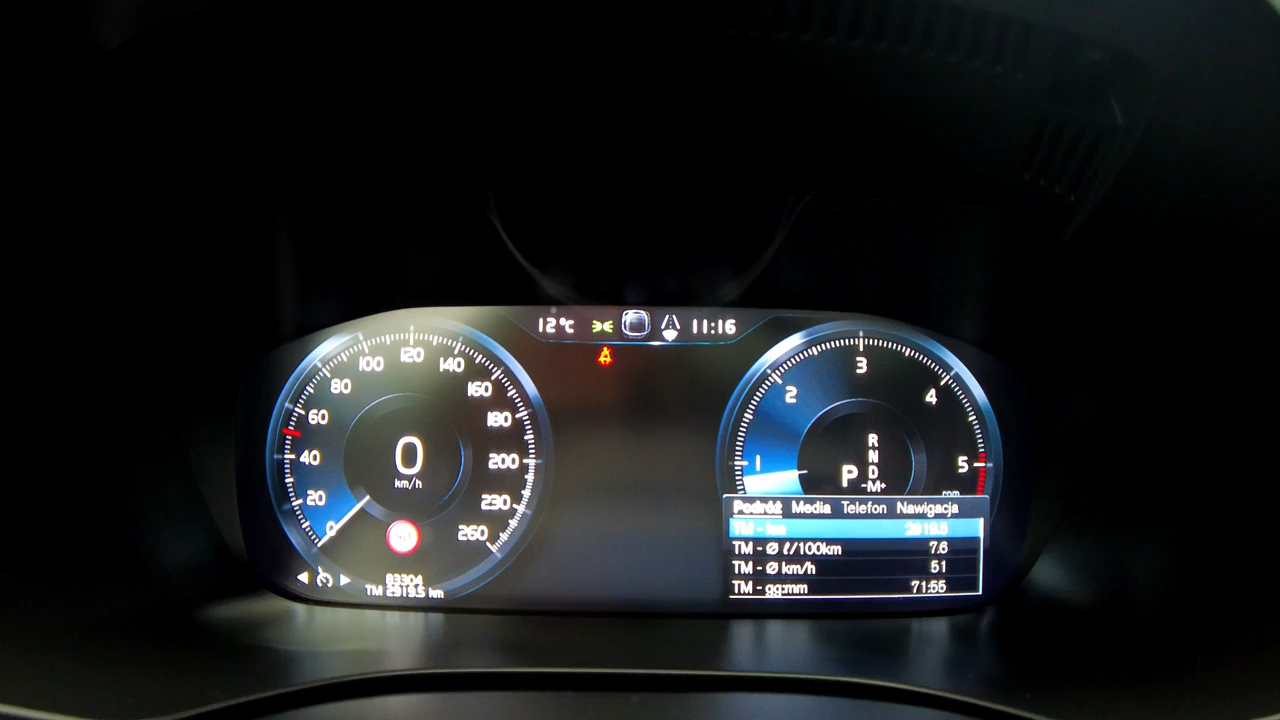 12°C 11:16
0
20
40
60
80
100
120
140
160
180
200
230
260
0
km/h
83304
TM 2919.5 km
1
2
3
4
5
R
N
D
P
-M+
Podróż Media Telefon Nawigacja
TM - km 2919.5
TM - Ø ℓ/100km 7.6
TM - Ø km/h 51
TM - gg:mm 71:55